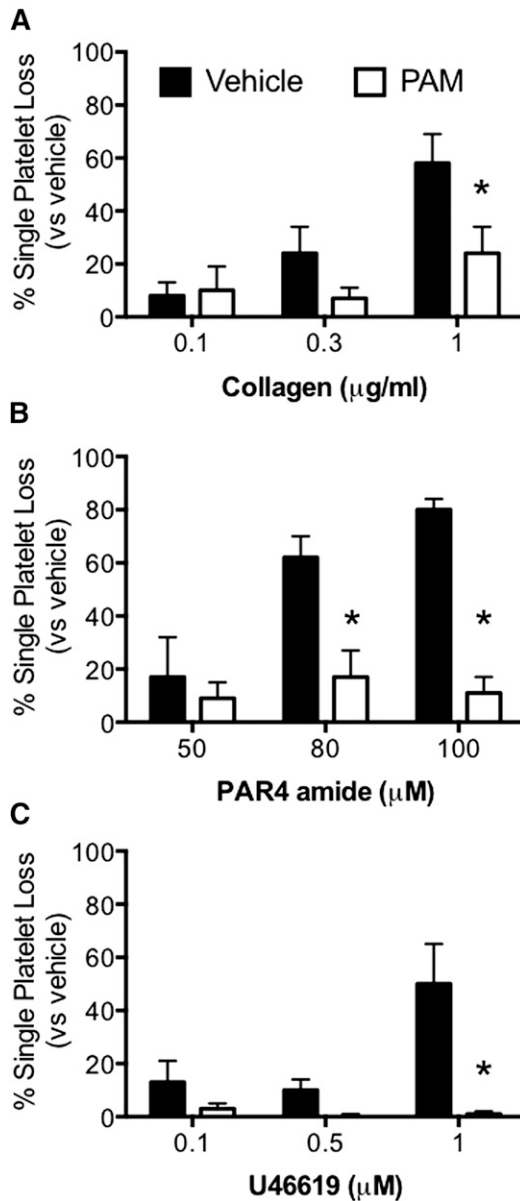 A
% Single Platelet Loss
(vs vehicle)
100
80
60
40
20
0
Vehicle
PAM
*
0.1
0.3
1
Collagen (μg/ml)
B
% Single Platelet Loss
(vs vehicle)
100
80
60
40
20
0
*
*
50
80
100
PAR4 amide (μM)
C
% Single Platelet Loss
(vs vehicle)
100
80
60
40
20
0
*
0.1
0.5
1
U46619 (μM)